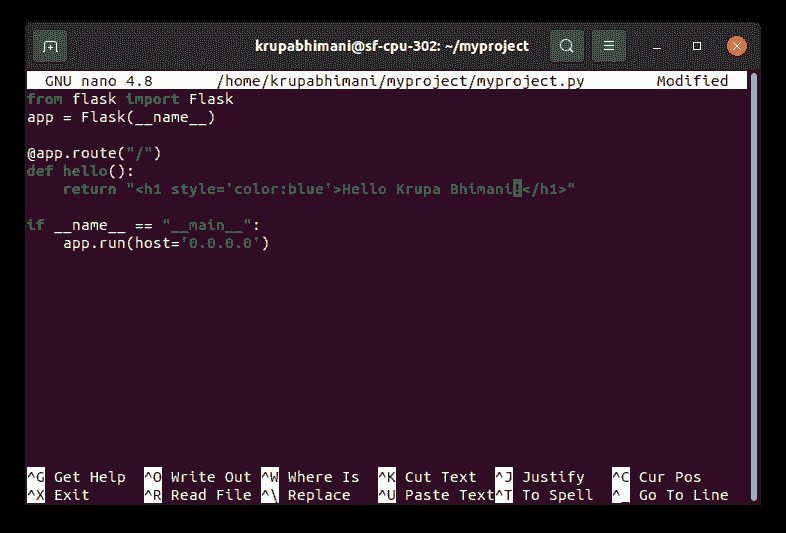 krupabhimani@sf-cpu-302: ~/myproject
GNU nano 4.8 /home/krupabhimani/myproject/myproject.py Modified
from flask import Flask
app = Flask(__name__)
@app.route("/")
def hello():
return "<h1 style='color:blue'>Hello Krupa Bhimani!</h1>"
if __name__ == "__main__":
app.run(host='0.0.0.0')
^G Get Help ^O Write Out ^W Where Is ^K Cut Text ^J Justify ^C Cur Pos
^X Exit ^R Read File ^\ Replace ^U Paste Text ^T To Spell ^_ Go To Line